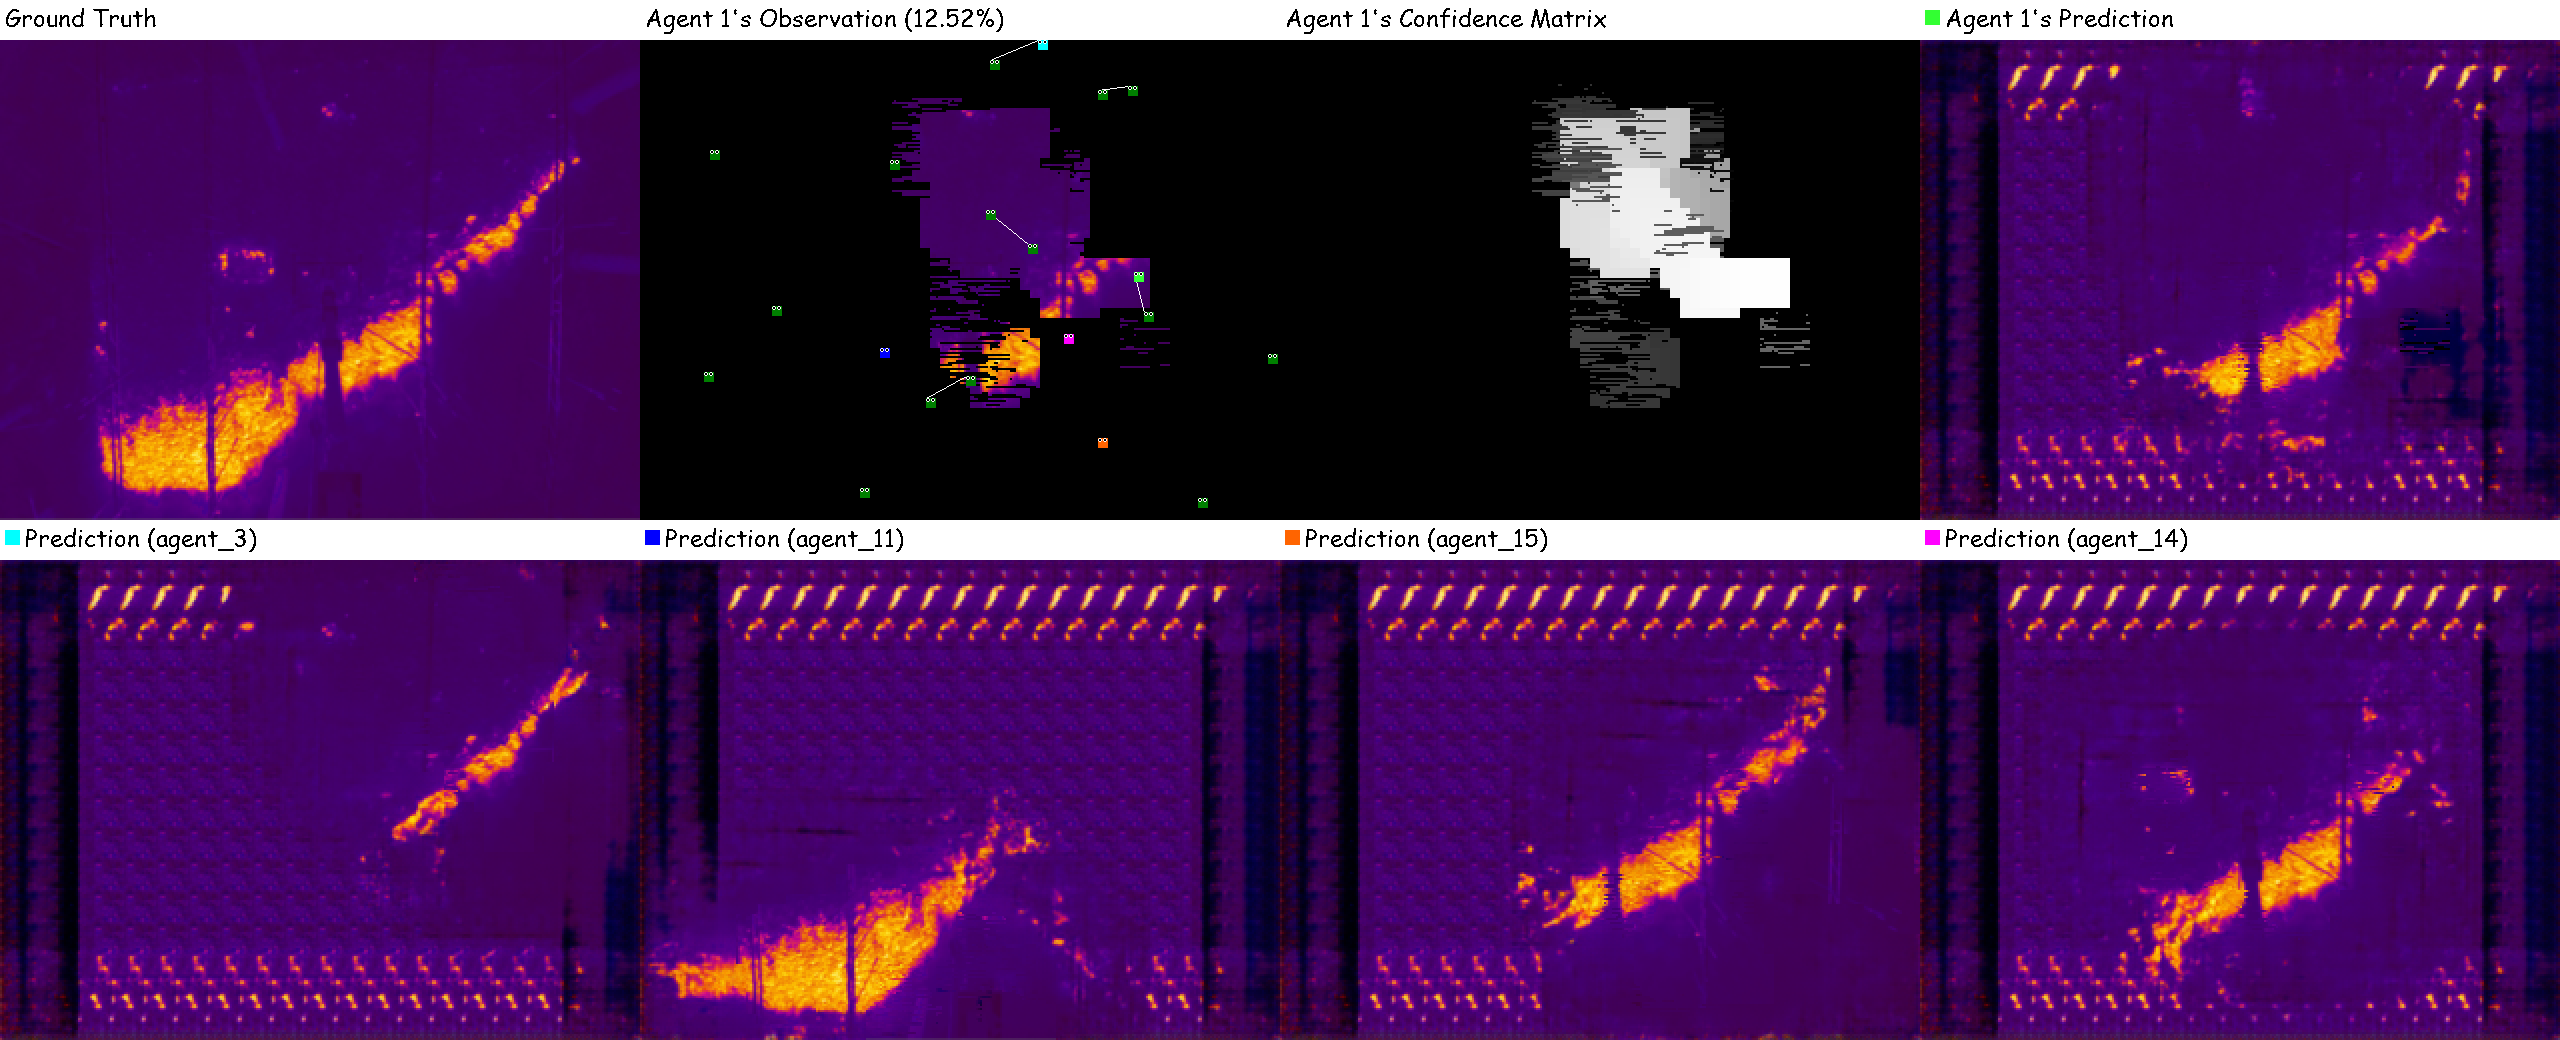 Ground Truth
Agent 1's Observation (12.52%)
Agent 1's Confidence Matrix
Agent 1's Prediction
Prediction (agent_3)
Prediction (agent_11)
Prediction (agent_15)
Prediction (agent_14)